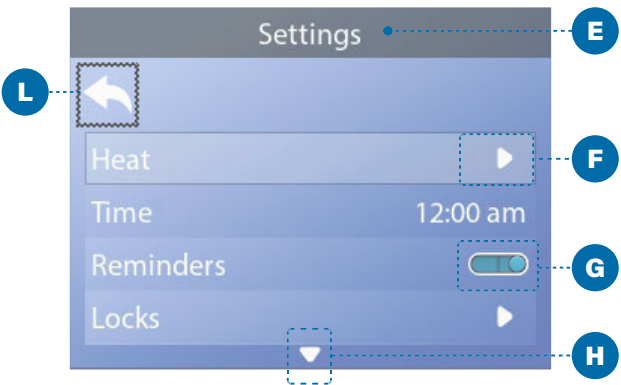 Settings
E
L
Heat
F
Time 12:00 am
Reminders
G
Locks
H